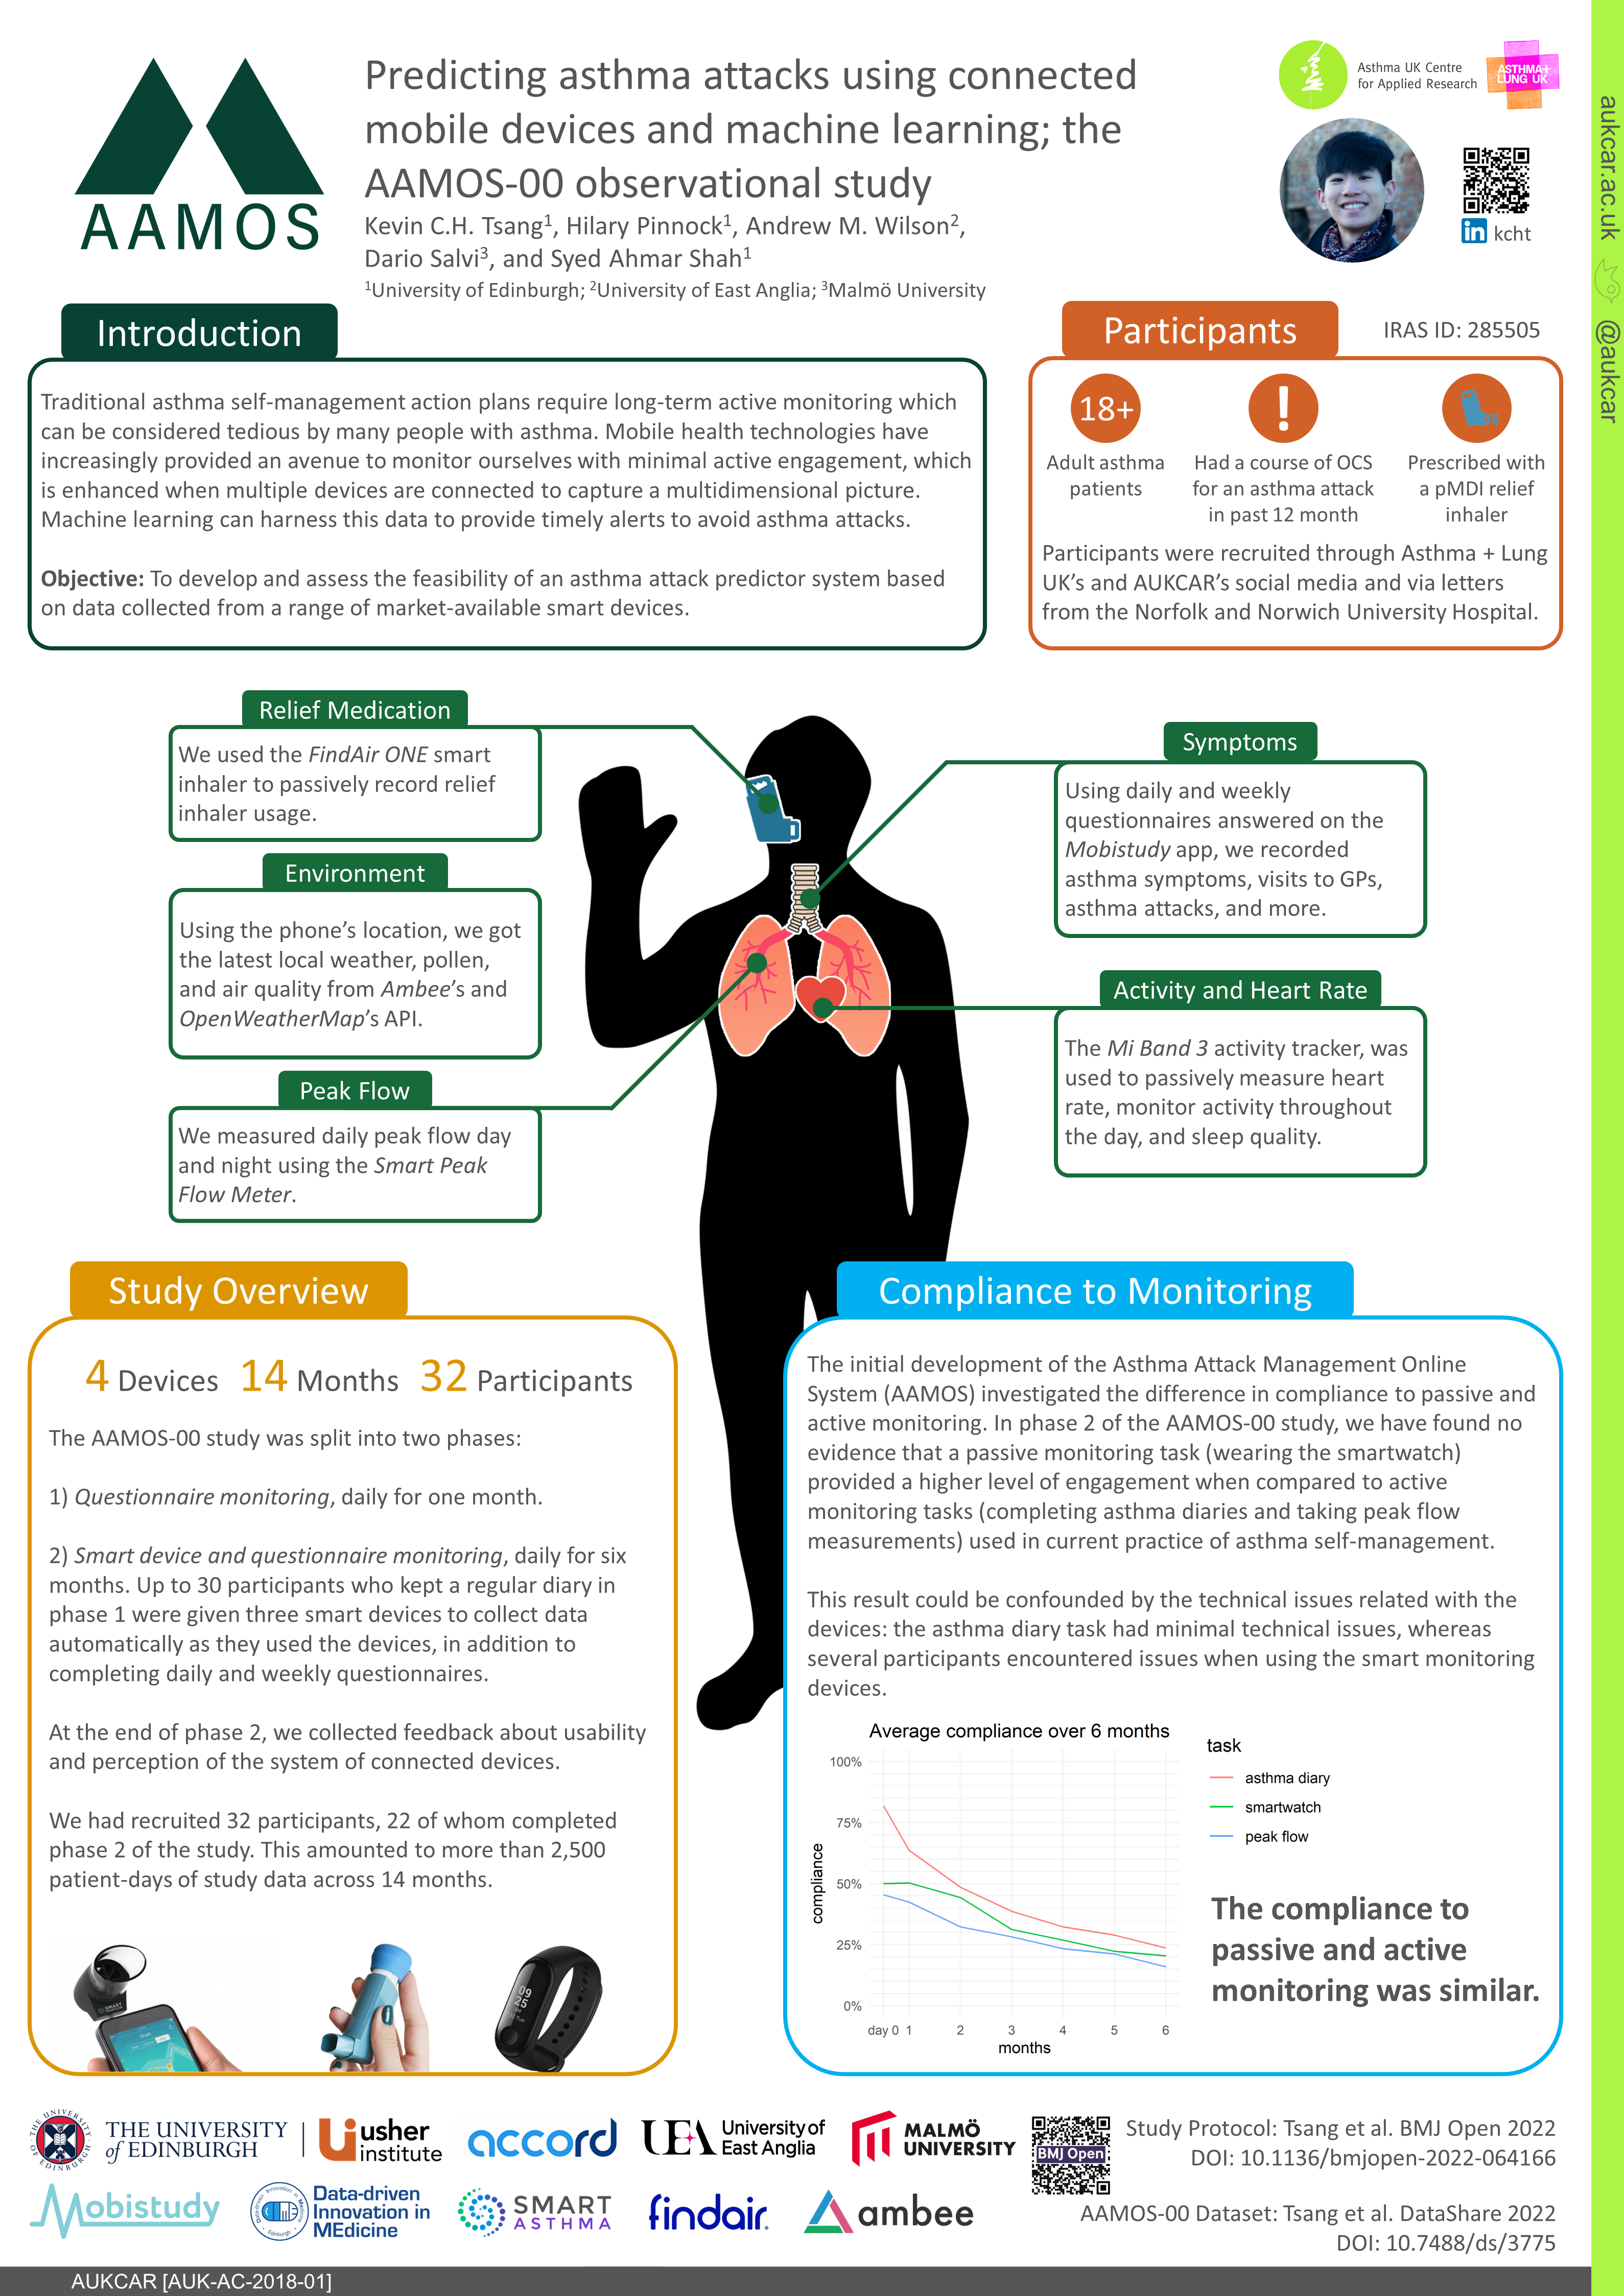 AAMOS
Predicting asthma attacks using connected
mobile devices and machine learning; the
AAMOS-00 observational study
Kevin C.H. Tsang1, Hilary Pinnock1, Andrew M. Wilson2,
Dario Salvi3, and Syed Ahmar Shah1
1University of Edinburgh; 2University of East Anglia; 3Malmö University
Asthma UK Centre
for Applied Research
ASTHMA+
LUNG UK
in kcht
aukcar.ac.uk
@aukcar
Introduction
Traditional asthma self-management action plans require long-term active monitoring which
can be considered tedious by many people with asthma. Mobile health technologies have
increasingly provided an avenue to monitor ourselves with minimal active engagement, which
is enhanced when multiple devices are connected to capture a multidimensional picture.
Machine learning can harness this data to provide timely alerts to avoid asthma attacks.
Objective: To develop and assess the feasibility of an asthma attack predictor system based
on data collected from a range of market-available smart devices.
Participants
IRAS ID: 285505
18+
!
Adult asthma
patients
Had a course of OCS
for an asthma attack
in past 12 month
Prescribed with
a pMDI relief
inhaler
Participants were recruited through Asthma + Lung
UK's and AUKCAR's social media and via letters
from the Norfolk and Norwich University Hospital.
Relief Medication
We used the FindAir ONE smart
inhaler to passively record relief
inhaler usage.
Environment
Using the phone's location, we got
the latest local weather, pollen,
and air quality from Ambee's and
OpenWeatherMap's API.
Peak Flow
We measured daily peak flow day
and night using the Smart Peak
Flow Meter.
Symptoms
Using daily and weekly
questionnaires answered on the
Mobistudy app, we recorded
asthma symptoms, visits to GPs,
asthma attacks, and more.
Activity and Heart Rate
The Mi Band 3 activity tracker, was
used to passively measure heart
rate, monitor activity throughout
the day, and sleep quality.
Study Overview
4 Devices 14 Months 32 Participants
The AAMOS-00 study was split into two phases:
1) Questionnaire monitoring, daily for one month.
2) Smart device and questionnaire monitoring, daily for six
months. Up to 30 participants who kept a regular diary in
phase 1 were given three smart devices to collect data
automatically as they used the devices, in addition to
completing daily and weekly questionnaires.
At the end of phase 2, we collected feedback about usability
and perception of the system of connected devices.
We had recruited 32 participants, 22 of whom completed
phase 2 of the study. This amounted to more than 2,500
patient-days of study data across 14 months.
SMART
09
25
Tue
Compliance to Monitoring
The initial development of the Asthma Attack Management Online
System (AAMOS) investigated the difference in compliance to passive and
active monitoring. In phase 2 of the AAMOS-00 study, we have found no
evidence that a passive monitoring task (wearing the smartwatch)
provided a higher level of engagement when compared to active
monitoring tasks (completing asthma diaries and taking peak flow
measurements) used in current practice of asthma self-management.
This result could be confounded by the technical issues related with the
devices: the asthma diary task had minimal technical issues, whereas
several participants encountered issues when using the smart monitoring
devices.
Average compliance over 6 months
compliance
100%
75%
50%
25%
0%
day 0 1 2 3 4 5 6
months
task
asthma diary
smartwatch
peak flow
The compliance to
passive and active
monitoring was similar.
THE UNIVERSITY
of EDINBURGH
usher
institute
accord
UEA University of
East Anglia
MALMÖ
UNIVERSITY
BMJ Open
Study Protocol: Tsang et al. BMJ Open 2022
DOI: 10.1136/bmjopen-2022-064166
Mobistudy
Data-driven
Innovation in
MEdicine
SMART
ASTHMA
findair.
ambee
AAMOS-00 Dataset: Tsang et al. DataShare 2022
DOI: 10.7488/ds/3775
AUKCAR [AUK-AC-2018-01]